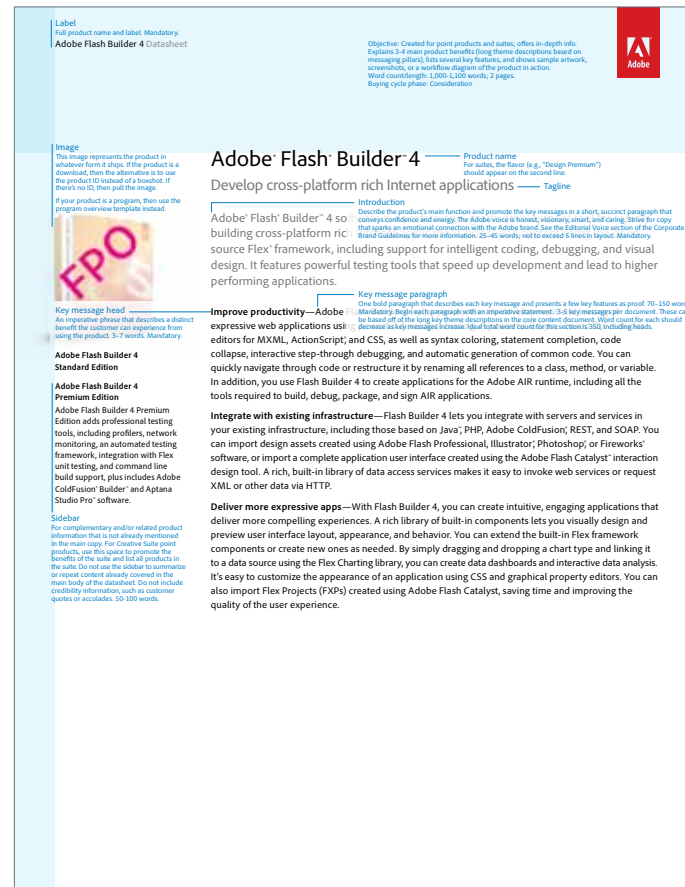 Label
Full product name and label. Mandatory.
Adobe Flash Builder 4 Datasheet
Objective: Created for point products and suites; offers in-depth info.
Explains 3-4 main product benefits (long theme descriptions based on
messaging pillars), lists several key features, and shows sample artwork,
screenshots, or a workflow diagram of the product in action.
Word count/length: 1,000-1,100 words; 2 pages.
Buying cycle phase: Consideration
Adobe
Image
This image represents the product in
whatever form it ships. If the product is a
download, then the alternative is to use
the product ID instead of a boxshot. If
there's no ID, then pull the image.
If your product is a program, then use the
program overview template instead.
FPO
Adobe® Flash® Builder™ 4
Product name
For suites, the flavor (e.g., "Design Premium")
should appear on the second line.
Develop cross-platform rich Internet applications
Tagline
Introduction
Describe the product's main function and promote the key messages in a short, succinct paragraph that
conveys confidence and energy. The Adobe voice is honest, visionary, smart, and caring. Strive for copy
that sparks an emotional connection with the Adobe brand. See the Editorial Voice section of the Corporate
Brand Guidelines for more information. 25–45 words; not to exceed 5 lines in layout. Mandatory.
Adobe® Flash® Builder™ 4 so
building cross-platform ric
source Flex® framework, including support for intelligent coding, debugging, and visual
design. It features powerful testing tools that speed up development and lead to higher
performing applications.
Key message paragraph
One bold paragraph that describes each key message and presents a few key features as proof. 70–150 word
Mandatory. Begin each paragraph with an imperative statement. 3–5 key messages per document. These ca
be based off of the long key theme descriptions in the core content document. Word count for each should
decrease as key messages increase. Ideal total word count for this section is 350, including heads.
Key message head
An imperative phrase that describes a distinct
benefit the customer can experience from
using the product. 3–7 words. Mandatory.
Improve productivity—Adobe
expressive web applications usi
editors for MXML, ActionScript®, and CSS, as well as syntax coloring, statement completion, code
collapse, interactive step-through debugging, and automatic generation of common code. You can
quickly navigate through code or restructure it by renaming all references to a class, method, or variable.
In addition, you use Flash Builder 4 to create applications for the Adobe AIR runtime, including all the
tools required to build, debug, package, and sign AIR applications.
Integrate with existing infrastructure—Flash Builder 4 lets you integrate with servers and services in
your existing infrastructure, including those based on Java™, PHP, Adobe ColdFusion®, REST, and SOAP. You
can import design assets created using Adobe Flash Professional, Illustrator®, Photoshop®, or Fireworks®
software, or import a complete application user interface created using the Adobe Flash Catalyst™ interaction
design tool. A rich, built-in library of data access services makes it easy to invoke web services or request
XML or other data via HTTP.
Deliver more expressive apps—With Flash Builder 4, you can create intuitive, engaging applications that
deliver more compelling experiences. A rich library of built-in components lets you visually design and
preview user interface layout, appearance, and behavior. You can extend the built-in Flex framework
components or create new ones as needed. By simply dragging and dropping a chart type and linking it
to a data source using the Flex Charting library, you can create data dashboards and interactive data analysis.
It's easy to customize the appearance of an application using CSS and graphical property editors. You can
also import Flex Projects (FXPs) created using Adobe Flash Catalyst, saving time and improving the
quality of the user experience.
Adobe Flash Builder 4
Standard Edition
Adobe Flash Builder 4
Premium Edition
Adobe Flash Builder 4 Premium
Edition adds professional testing
tools, including profilers, network
monitoring, an automated testing
framework, integration with Flex
unit testing, and command line
build support, plus includes Adobe
ColdFusion® Builder™ and Aptana
Studio Pro™ software.
Sidebar
For complementary and/or related product
information that is not already mentioned
in the main copy. For Creative Suite point
products, use this space to promote the
benefits of the suite and list all products in
the suite. Do not use the sidebar to summarize
or repeat content already covered in the
main body of the datasheet. Do not include
credibility information, such as customer
quotes or accolades. 50-100 words.